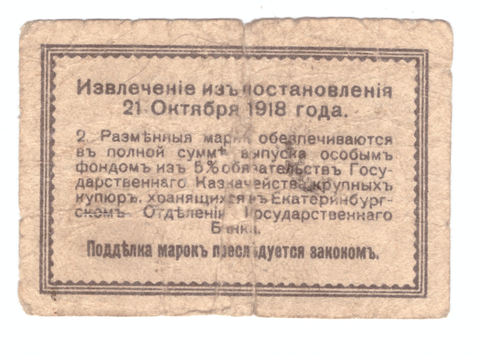 Извлеченіе изъ постановленія
21 Октября 1918 года.
2. Размѣнныя марки обезпечиваются
въ полной суммѣ выпуска особымъ
фондомъ изъ 5% обязательствъ Госу-
дарственнаго Казначейства крупныхъ
купюръ, хранящихся въ Екатеринбург-
скомъ Отдѣленіи Государственнаго
Банка.
Поддѣлка марокъ преслѣдуется закономъ.